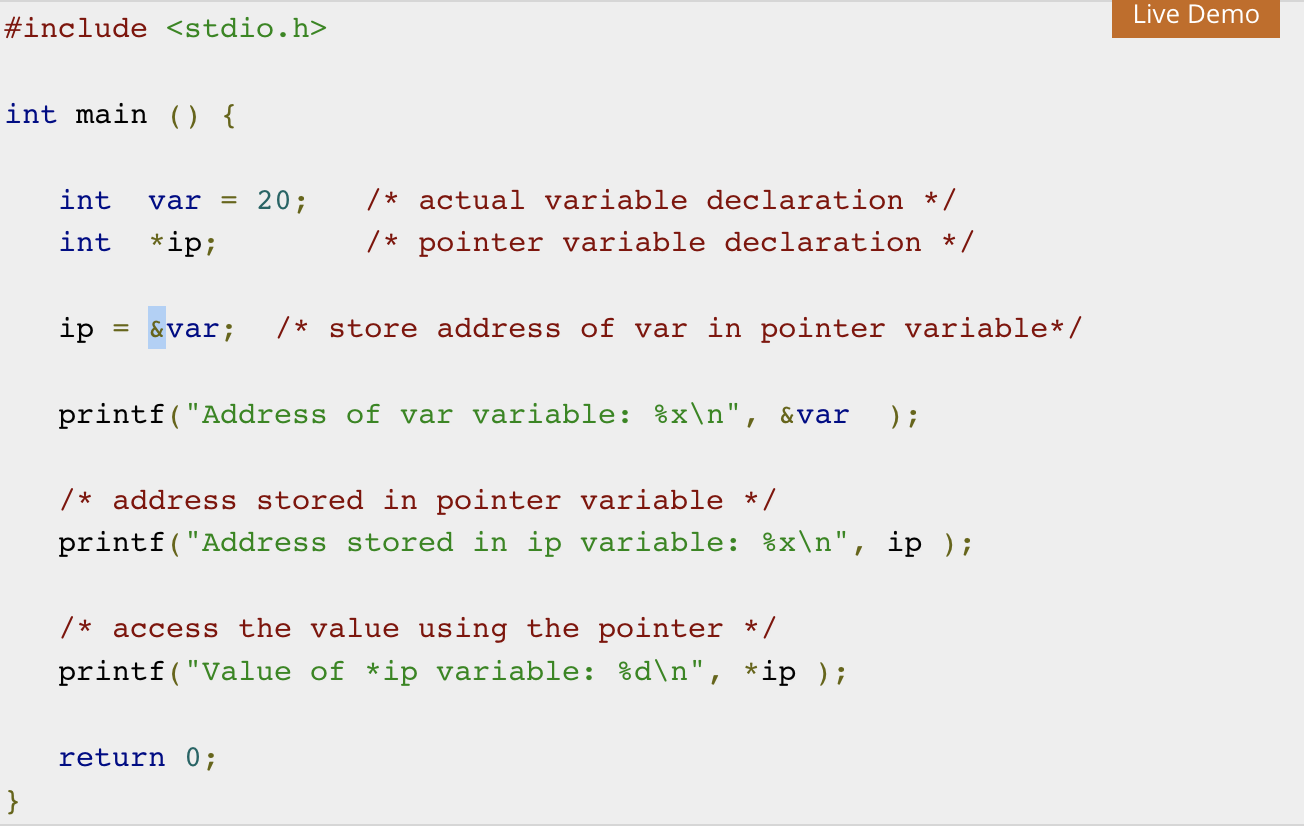 Live Demo
#include <stdio.h>
int main () {
   int  var = 20;   /* actual variable declaration */
   int  *ip;        /* pointer variable declaration */
   ip = &var;  /* store address of var in pointer variable*/
   printf("Address of var variable: %x\n", &var  );
   /* address stored in pointer variable */
   printf("Address stored in ip variable: %x\n", ip );
   /* access the value using the pointer */
   printf("Value of *ip variable: %d\n", *ip );
   return 0;
}